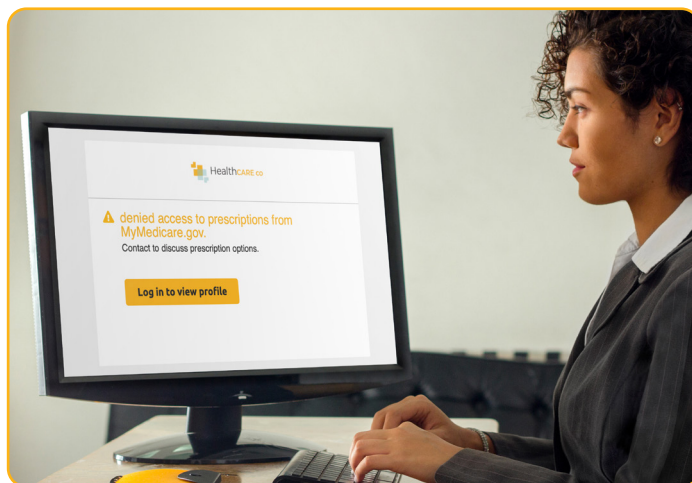 HealthCARE co
denied access to prescriptions from
MyMedicare.gov.
Contact to discuss prescription options.
Log in to view profile